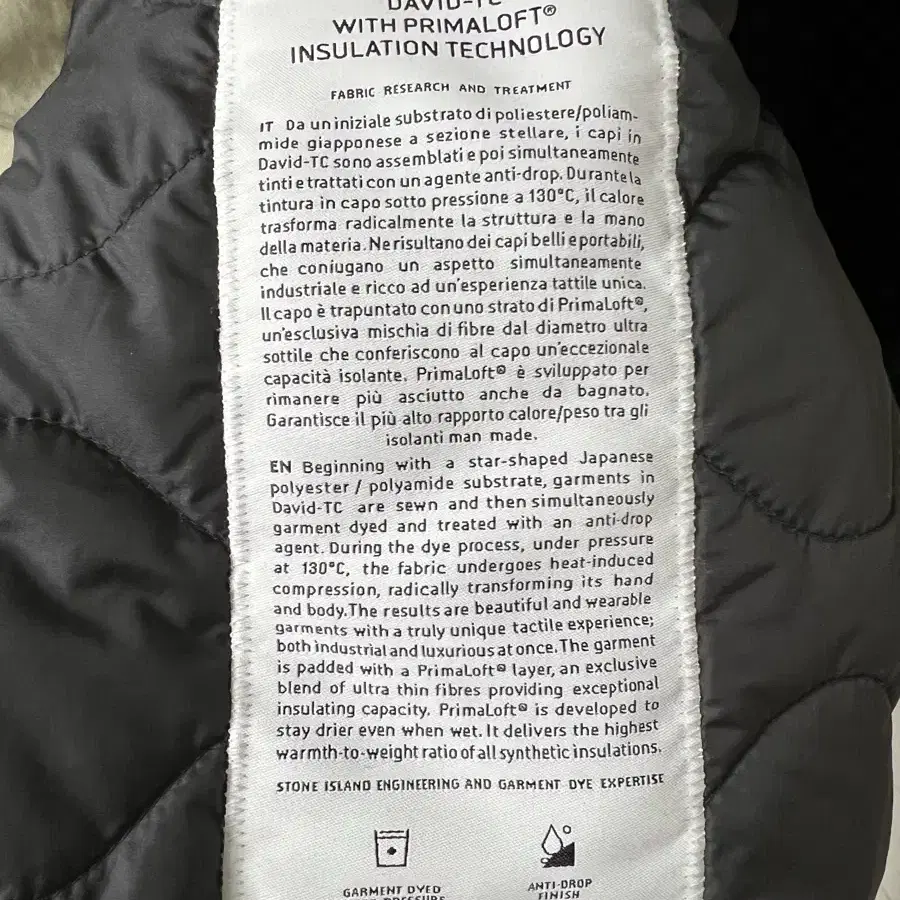 DAVID-TC
WITH PRIMALOFT®
INSULATION TECHNOLOGY
FABRIC RESEARCH AND TREATMENT
IT Da un iniziale substrato di poliestere/poliam-
mide giapponese a sezione stellare, i capi in
David-TC sono assemblati e poi simultaneamente
tinti e trattati con un agente anti-drop. Durante la
tintura in capo sotto pressione a 130°C, il calore
trasforma radicalmente la struttura e la mano
della materia. Ne risultano dei capi belli e portabili,
che coniugano un aspetto simultaneamente
industriale e ricco ad un'esperienza tattile unica.
Il capo è trapuntato con uno strato di PrimaLoft®,
un'esclusiva mischia di fibre dal diametro ultra
sottile che conferiscono al capo un'eccezionale
capacità isolante. PrimaLoft® è sviluppato per
rimanere più asciutto anche da bagnato.
Garantisce il più alto rapporto calore/peso tra gli
isolanti man made.
EN Beginning with a star-shaped Japanese
polyester / polyamide substrate, garments in
David-TC are sewn and then simultaneously
garment dyed and treated with an anti-drop
agent. During the dye process, under pressure
at 130°C, the fabric undergoes heat-induced
compression, radically transforming its hand
and body. The results are beautiful and wearable
garments with a truly unique tactile experience;
both industrial and luxurious at once. The garment
is padded with a PrimaLoft® layer, an exclusive
blend of ultra thin fibres providing exceptional
insulating capacity. PrimaLoft® is developed to
stay drier even when wet. It delivers the highest
warmth-to-weight ratio of all synthetic insulations.
STONE ISLAND ENGINEERING AND GARMENT DYE EXPERTISE
GARMENT DYED
ANTI-DROP
FINISH